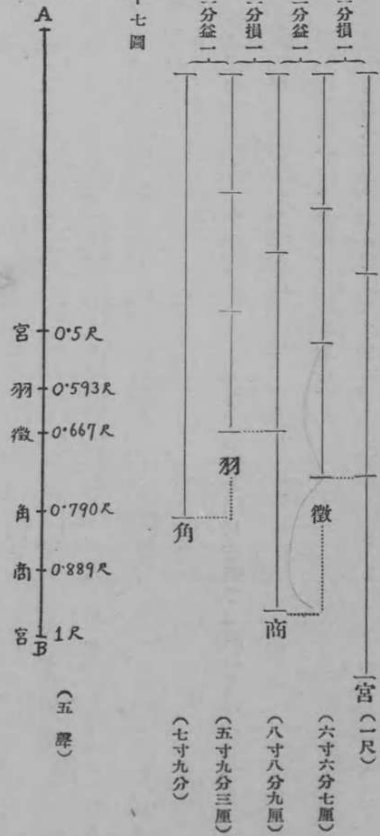 宮
(一尺)
分損一
徵
(六寸六分七厘)
分益一
商
(八寸八分九厘)
分損一
羽
(五寸九分三厘)
分益一
角
(七寸九分)
十七圖
A
宮 0.5尺
羽 0.593尺
徵 0.667尺
角 0.790尺
商 0.889尺
宮 1尺
B
(五聲)